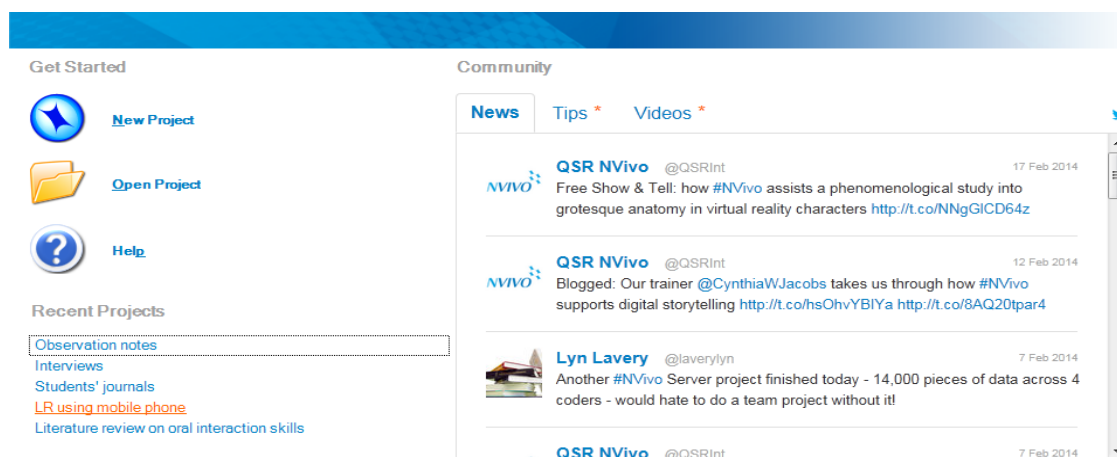 Get Started
New Project
Open Project
Help
Recent Projects
Observation notes
Interviews
Students' journals
LR using mobile phone
Literature review on oral interaction skills
Community
News Tips * Videos *
NVIVO
QSR NVivo @QSRInt 17 Feb 2014
Free Show & Tell: how #NVivo assists a phenomenological study into
grotesque anatomy in virtual reality characters http://t.co/NNgGlCD64z
NVIVO
QSR NVivo @QSRInt 12 Feb 2014
Blogged: Our trainer @CynthiaWJacobs takes us through how #NVivo
supports digital storytelling http://t.co/hsOhvYBIYa http://t.co/8AQ20tpar4
Lyn Lavery @laverylyn 7 Feb 2014
Another #NVivo Server project finished today - 14,000 pieces of data across 4
coders - would hate to do a team project without it!
QSR NVivo @QSRInt 7 Feb 2014